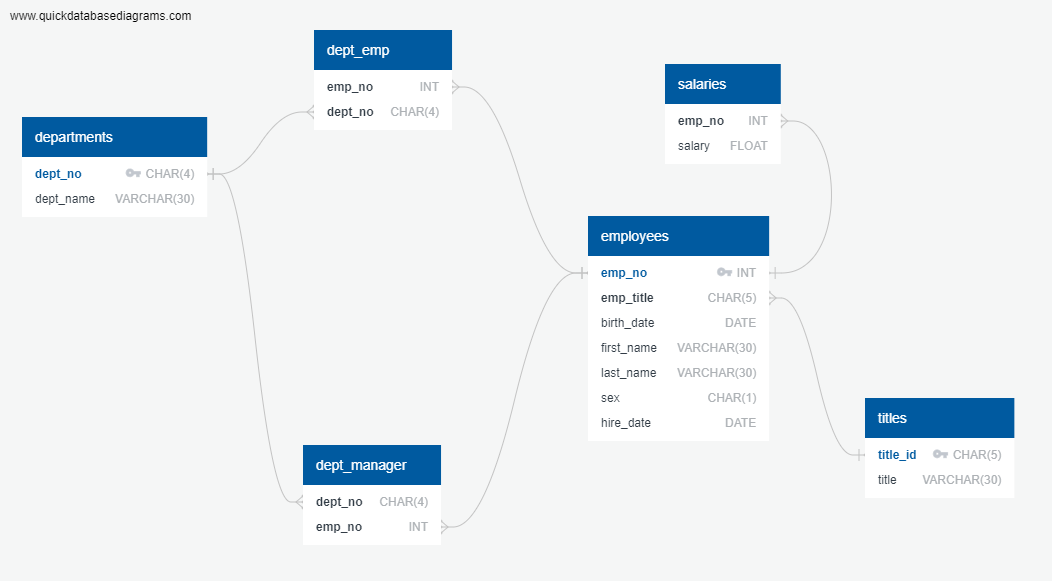 www.quickdatabasediagrams.com
dept_emp
emp_no INT
dept_no CHAR(4)
salaries
emp_no INT
salary FLOAT
departments
dept_no CHAR(4)
dept_name VARCHAR(30)
employees
emp_no INT
emp_title CHAR(5)
birth_date DATE
first_name VARCHAR(30)
last_name VARCHAR(30)
sex CHAR(1)
hire_date DATE
titles
title_id CHAR(5)
title VARCHAR(30)
dept_manager
dept_no CHAR(4)
emp_no INT